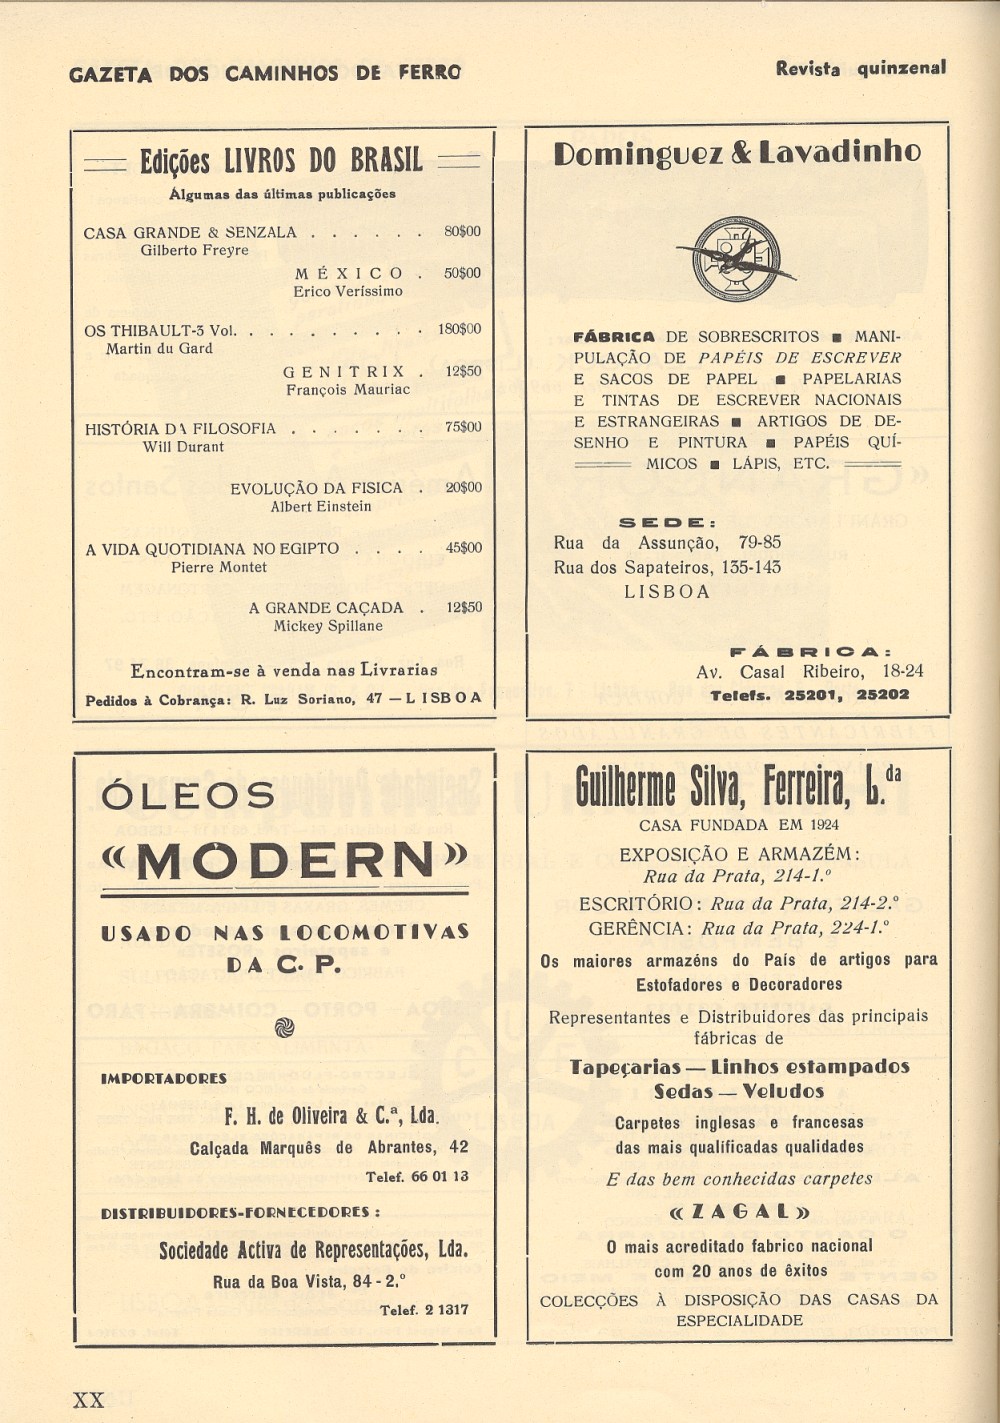 GAZETA DOS CAMINHOS DE FERRO
Revista quinzenal
Edições LIVROS DO BRASIL
Algumas das últimas publicações
CASA GRANDE & SENZALA . . . . . . 80$00
Gilberto Freyre
MÉXICO . 50$00
Erico Veríssimo
OS THIBAULT-3 Vol. . . . . . . . . . 180$00
Martin du Gard
GENITRIX . 12$50
François Mauriac
HISTÓRIA DA FILOSOFIA . . . . . . . 75$00
Will Durant
EVOLUÇÃO DA FISICA . 20$00
Albert Einstein
A VIDA QUOTIDIANA NO EGIPTO . . . . 45$00
Pierre Montet
A GRANDE CAÇADA . 12$50
Mickey Spillane
Encontram-se à venda nas Livrarias
Pedidos à Cobrança: R. Luz Soriano, 47 — LISBOA
Dominguez & Lavadinho
FÁBRICA DE SOBRESCRITOS ■ MANI-
PULAÇÃO DE PAPÉIS DE ESCREVER
E SACOS DE PAPEL ■ PAPELARIAS
E TINTAS DE ESCREVER NACIONAIS
E ESTRANGEIRAS ■ ARTIGOS DE DE-
SENHO E PINTURA ■ PAPÉIS QUÍ-
MICOS ■ LÁPIS, ETC.
SEDE:
Rua da Assunção, 79-85
Rua dos Sapateiros, 135-143
LISBOA
FÁBRICA:
Av. Casal Ribeiro, 18-24
Telefs. 25201, 25202
ÓLEOS
«MODERN»
USADO NAS LOCOMOTIVAS
DA C. P.
IMPORTADORES
F. H. de Oliveira & C.ª, Lda.
Calçada Marquês de Abrantes, 42
Telef. 66 01 13
DISTRIBUIDORES-FORNECEDORES:
Sociedade Activa de Representações, Lda.
Rua da Boa Vista, 84-2.º
Telef. 2 1317
Guilherme Silva, Ferreira, L.da
CASA FUNDADA EM 1924
EXPOSIÇÃO E ARMAZÉM:
Rua da Prata, 214-1.º
ESCRITÓRIO: Rua da Prata, 214-2.º
GERÊNCIA: Rua da Prata, 224-1.º
Os maiores armazéns do País de artigos para
Estofadores e Decoradores
Representantes e Distribuidores das principais
fábricas de
Tapeçarias — Linhos estampados
Sedas — Veludos
Carpetes inglesas e francesas
das mais qualificadas qualidades
E das bem conhecidas carpetes
«ZAGAL»
O mais acreditado fabrico nacional
com 20 anos de êxitos
COLECÇÕES À DISPOSIÇÃO DAS CASAS DA
ESPECIALIDADE
XX